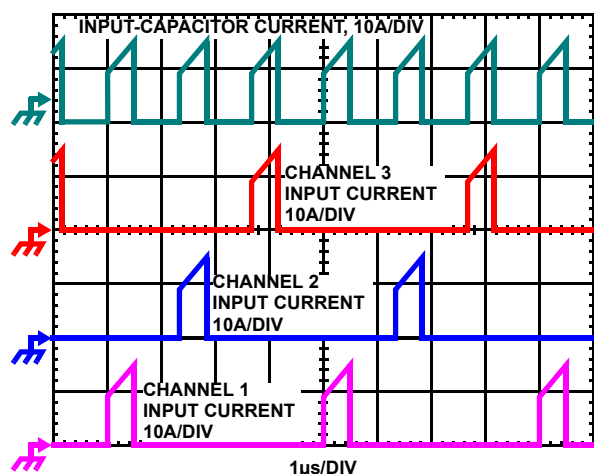 INPUT-CAPACITOR CURRENT, 10A/DIV
CHANNEL 3
INPUT CURRENT
10A/DIV
CHANNEL 2
INPUT CURRENT
10A/DIV
CHANNEL 1
INPUT CURRENT
10A/DIV
1µs/DIV